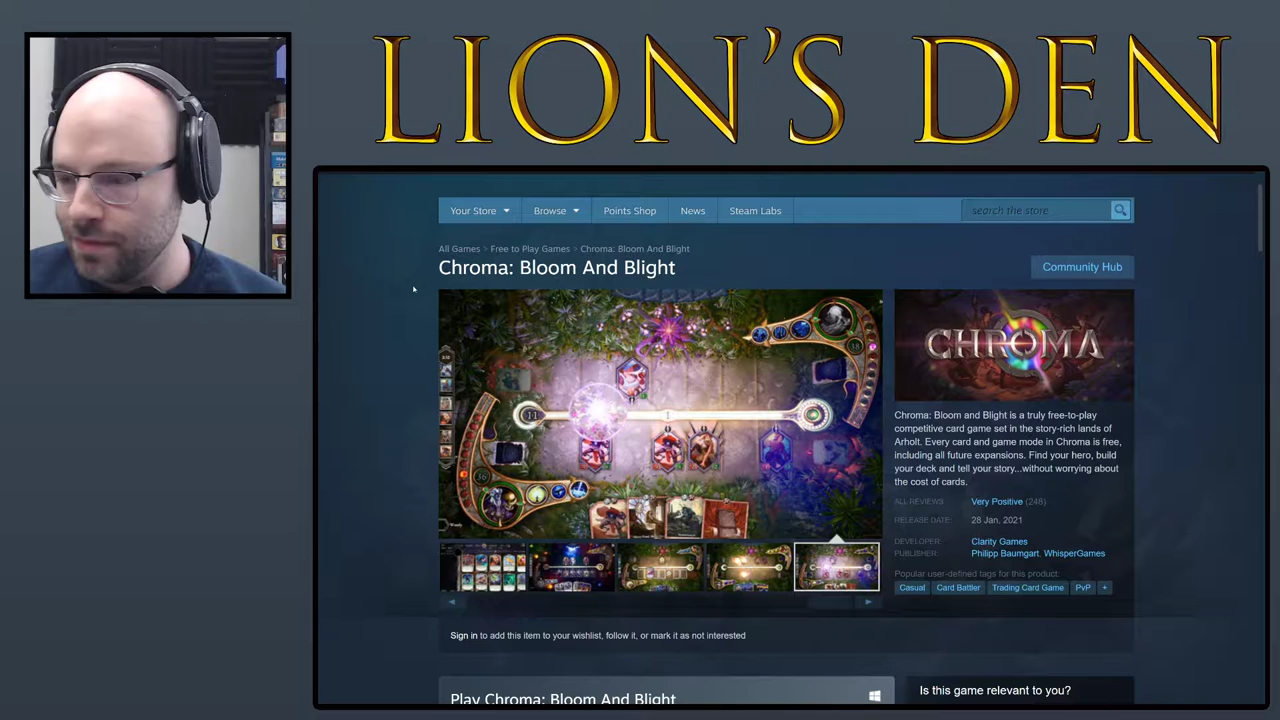 LION'S DEN
Your Store
Browse
Points Shop
News
Steam Labs
search the store
All Games > Free to Play Games > Chroma: Bloom And Blight
Chroma: Bloom And Blight
Community Hub
38
11
1
36
CHROMA
Chroma: Bloom and Blight is a truly free-to-play
competitive card game set in the story-rich lands of
Arholt. Every card and game mode in Chroma is free,
including all future expansions. Find your hero, build
your deck and tell your story...without worrying about
the cost of cards.
ALL REVIEWS: Very Positive (246)
RELEASE DATE: 28 Jan, 2021
DEVELOPER: Clarity Games
PUBLISHER: Philipp Baumgart, WhisperGames
Popular user-defined tags for this product:
Casual Card Battler Trading Card Game PvP +
Sign in to add this item to your wishlist, follow it, or mark it as not interested
Play Chroma: Bloom And Blight
Is this game relevant to you?